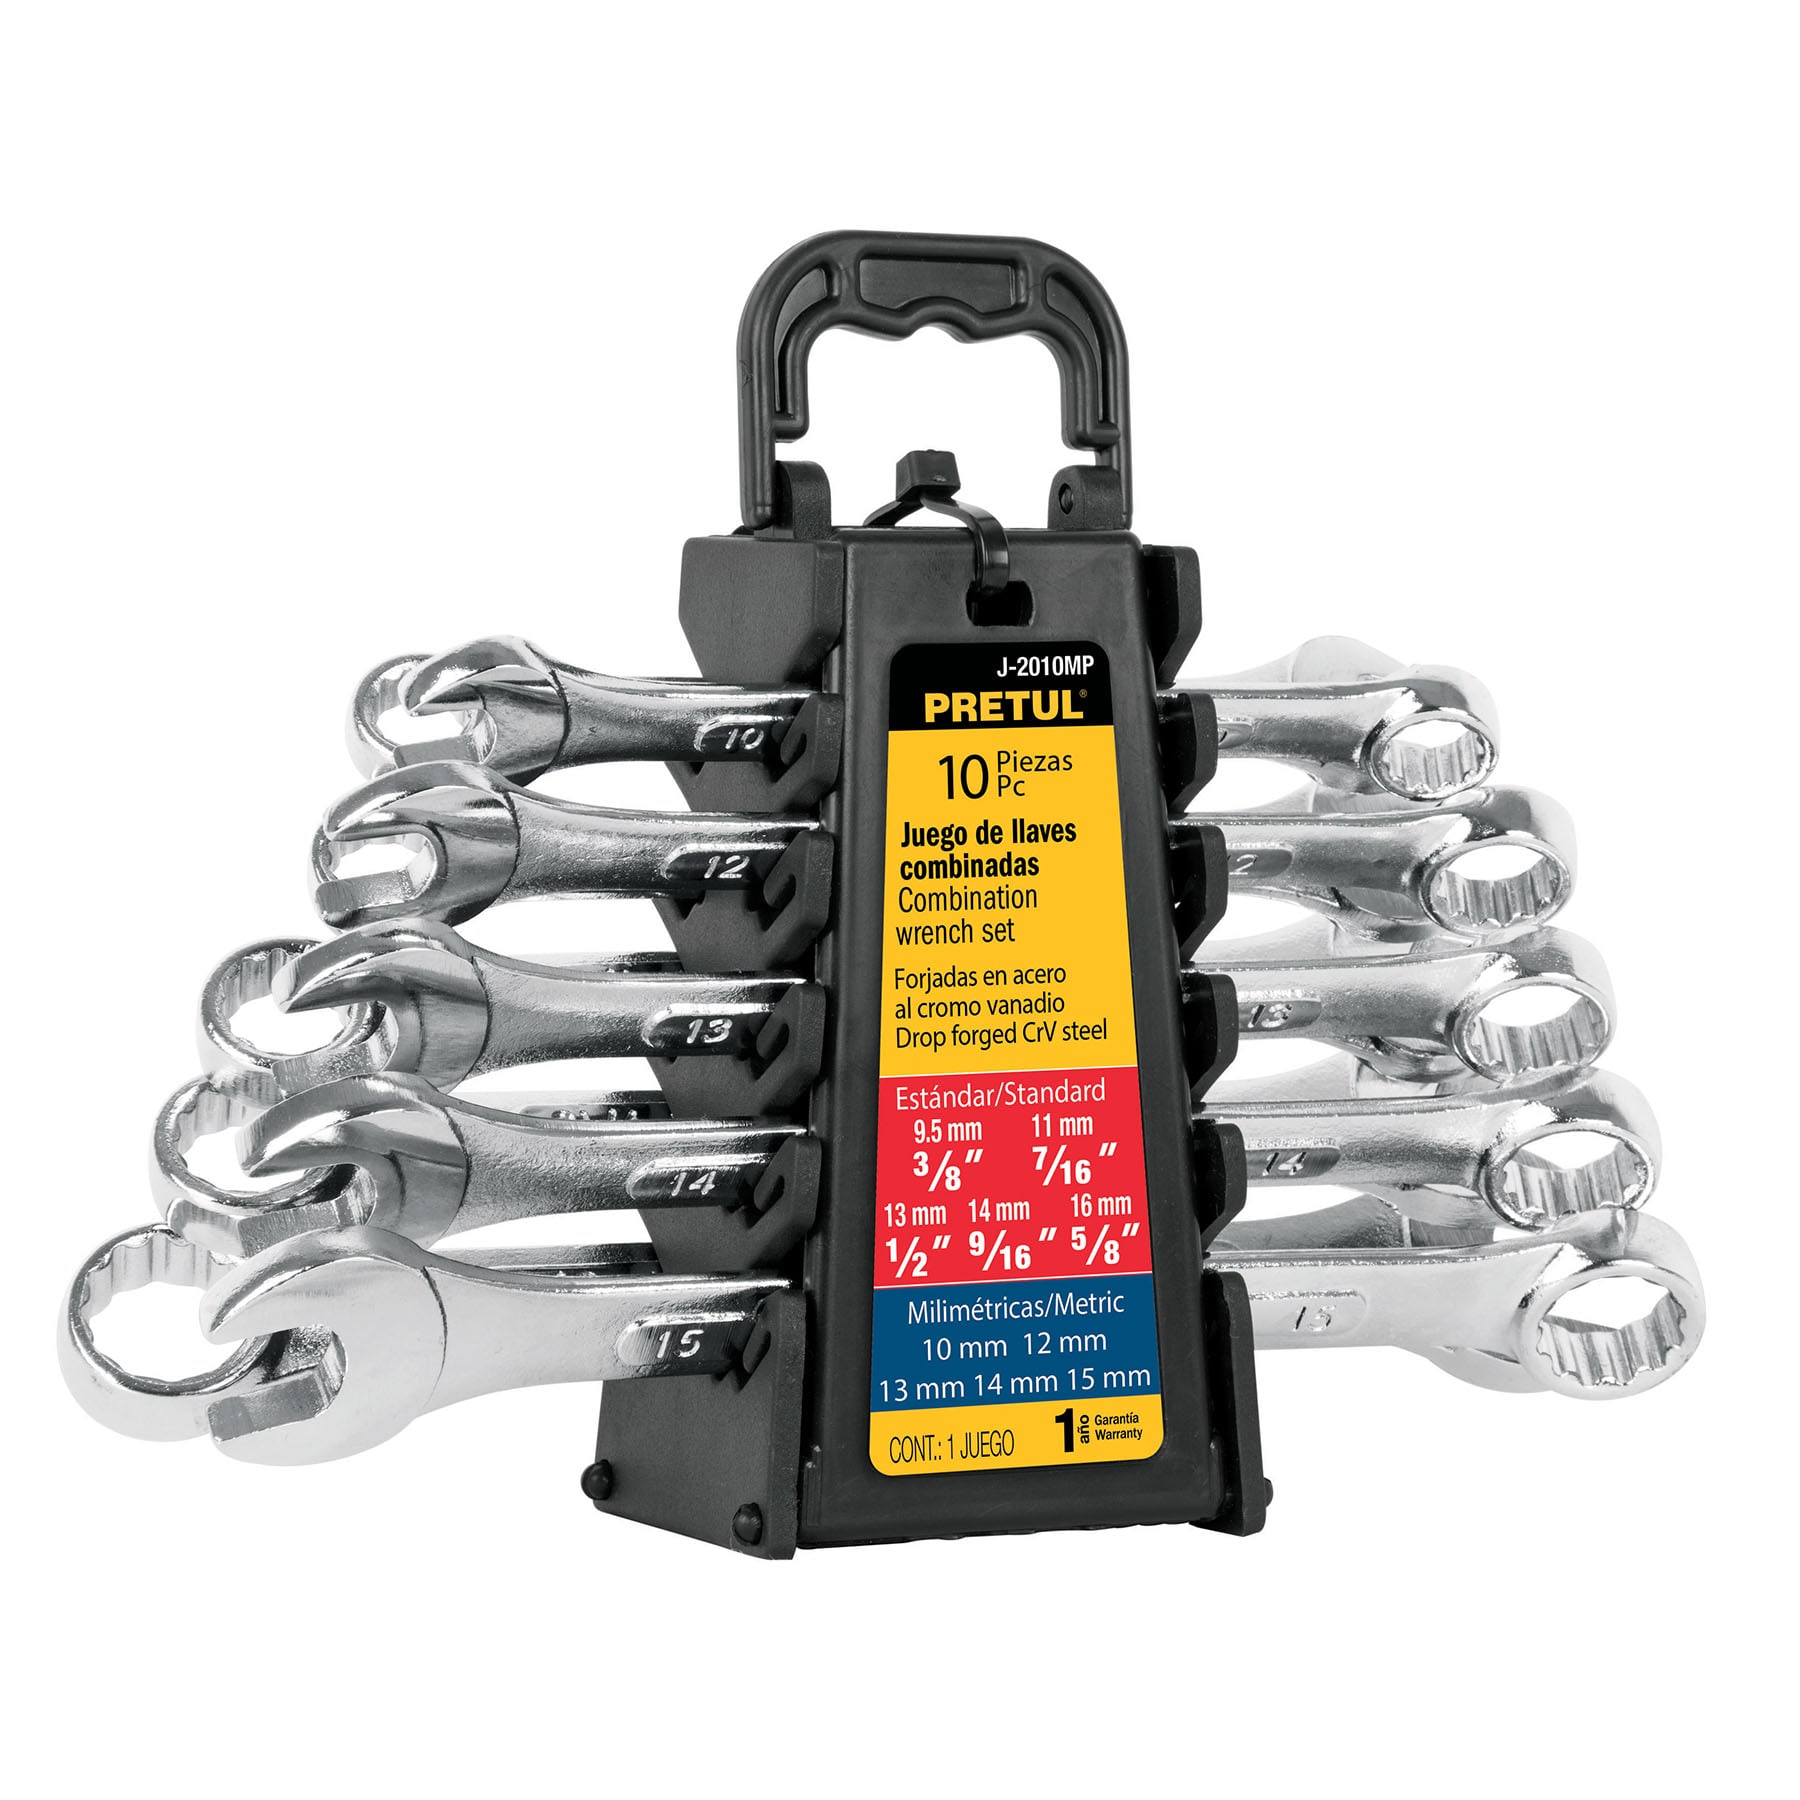 J-2010MP
PRETUL®
10 Piezas
Pc
Juego de llaves
combinadas
Combination
wrench set
Forjadas en acero
al cromo vanadio
Drop forged CrV steel
Estándar/Standard
9.5 mm 11 mm
3/8" 7/16"
13 mm 14 mm 16 mm
1/2" 9/16" 5/8"
Milimétricas/Metric
10 mm 12 mm
13 mm 14 mm 15 mm
CONT.: 1 JUEGO
1 año Garantía
Warranty
10
12
13
14
15
13
14
15